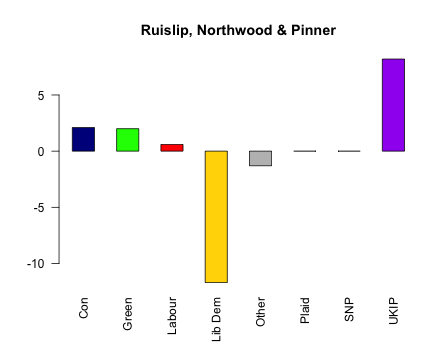 Ruislip, Northwood & Pinner
5
0
-5
-10
Con
Green
Labour
Lib Dem
Other
Plaid
SNP
UKIP